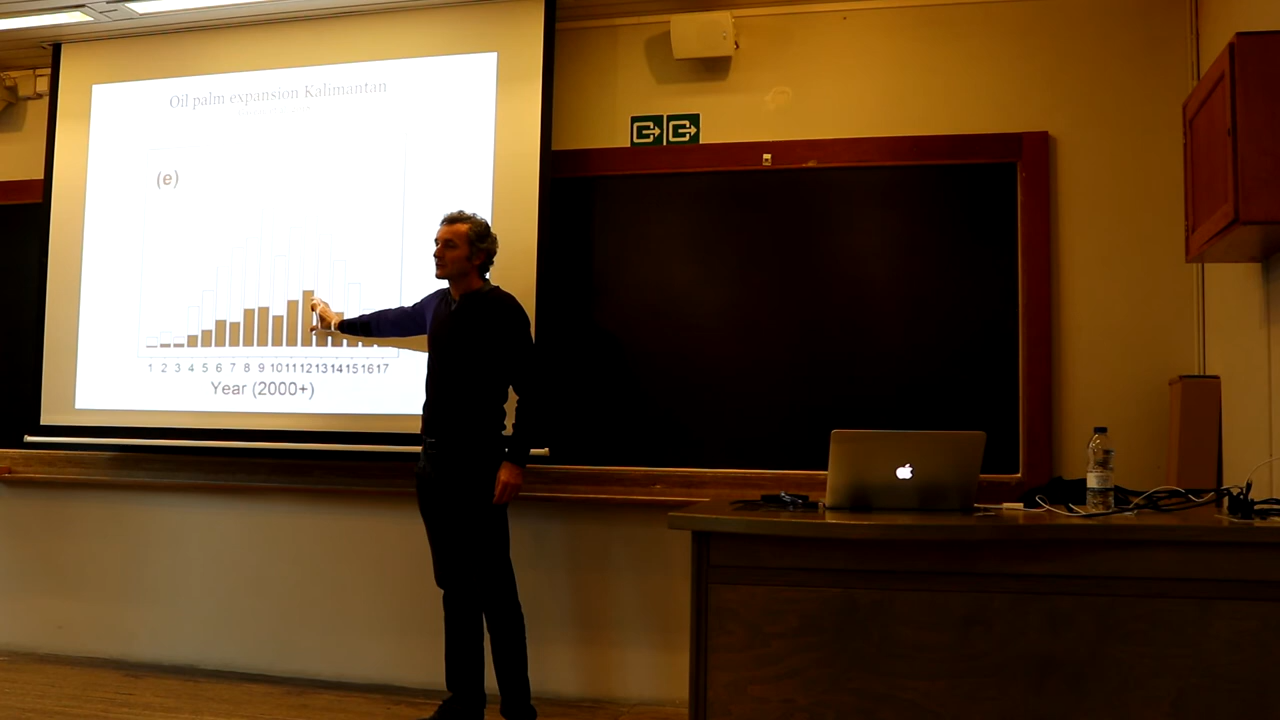 Oil palm expansion Kalimantan
(e)
1 2 3 4 5 6 7 8 9 10 11 12 13 14 15 16 17
Year (2000+)